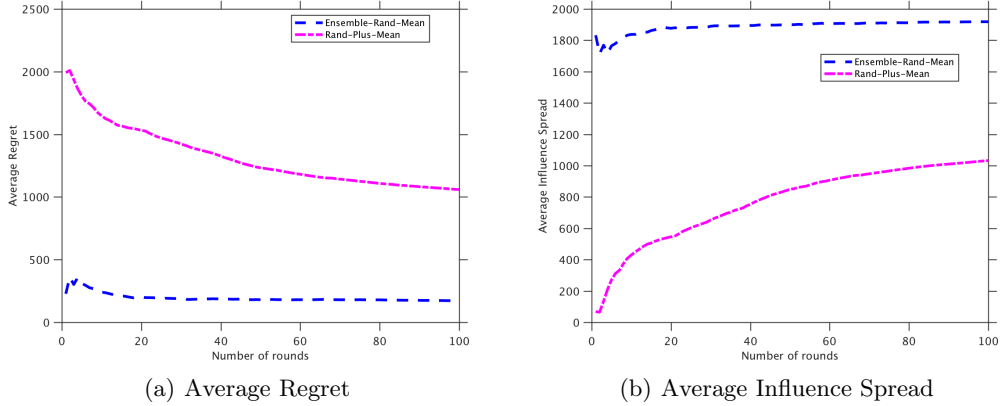 2500
2000
1500
1000
500
0
0 20 40 60 80 100
Average Regret
Number of rounds
Ensemble-Rand-Mean
Rand-Plus-Mean
(a) Average Regret
2000
1800
1600
1400
1200
1000
800
600
400
200
0
0 20 40 60 80 100
Average Influence Spread
Number of rounds
Ensemble-Rand-Mean
Rand-Plus-Mean
(b) Average Influence Spread